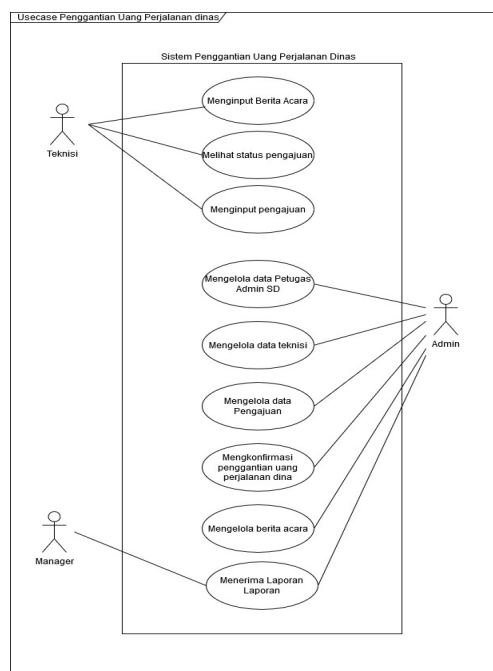 Usecase Penggantian Uang Perjalanan dinas
Sistem Penggantian Uang Perjalanan Dinas
Menginput Berita Acara
Teknisi
Melihat status pengajuan
Menginput pengajuan
Mengelola data Petugas
Admin SD
Admin
Mengelola data teknisi
Mengelola data
Pengajuan
Mengkonfirmasi
penggantian uang
perjalanan dina
Mengelola berita acara
Manager
Menerima Laporan
Laporan